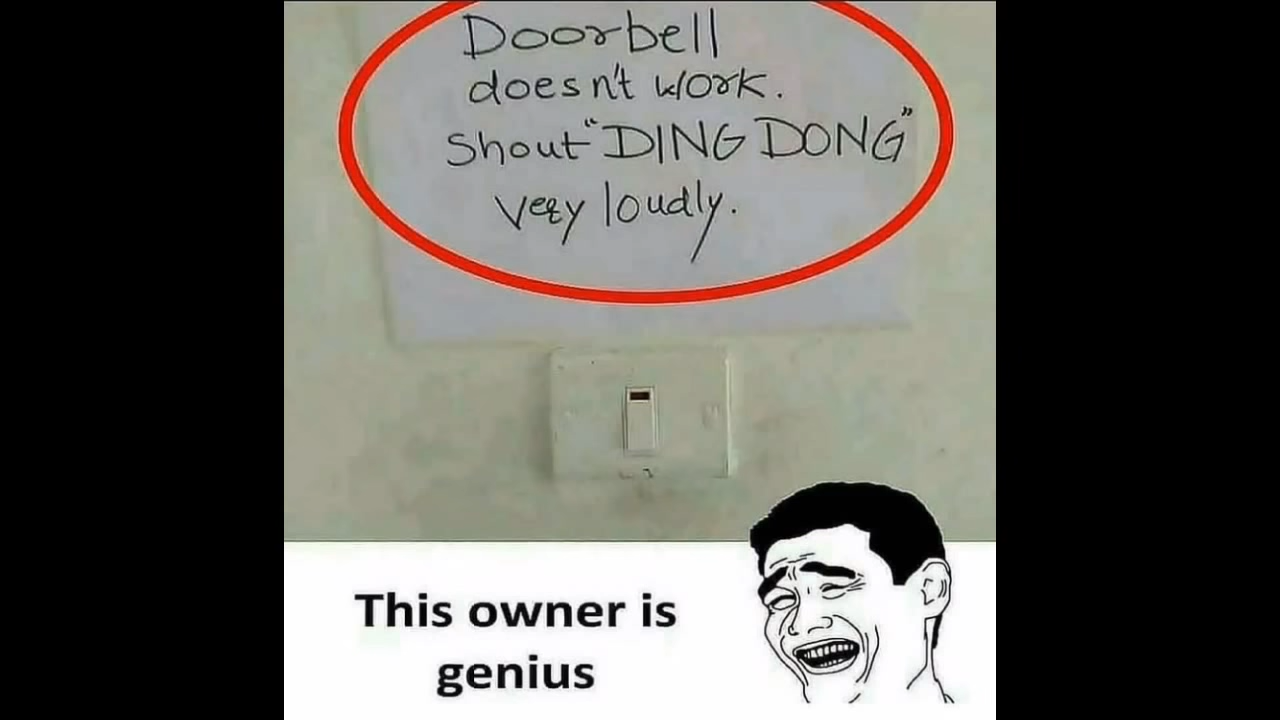 Doorbell
doesn't work.
Shout "DING DONG"
very loudly.
This owner is
genius